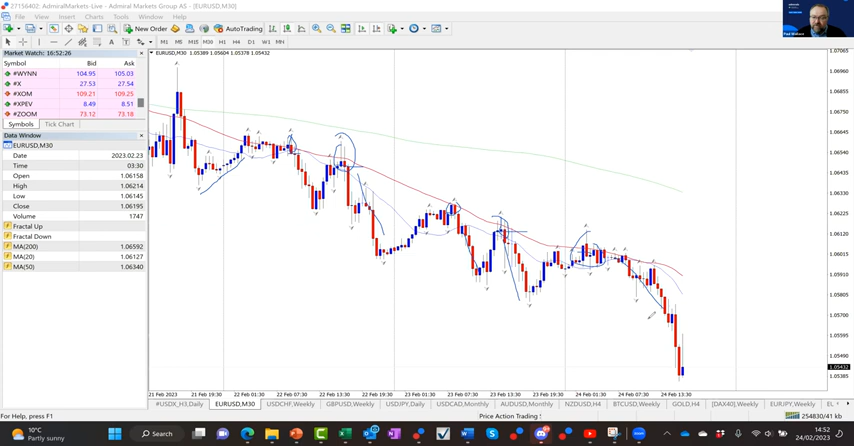 27156402: AdmiralMarkets-Live - Admiral Markets Group AS - [EURUSD,M30]
File View Insert Charts Tools Window Help
New Order AutoTrading
M1 M5 M15 M30 H1 H4 D1 W1 MN
Paul Wallace
Market Watch: 16:52:26
Symbol Bid Ask
#WYNN 104.95 105.03
#X 27.53 27.54
#XOM 109.21 109.25
#XPEV 8.49 8.51
#ZOOM 73.12 73.18
Symbols Tick Chart
Data Window
EURUSD,M30
Date 2023.02.23
Time 03:30
Open 1.06158
High 1.06214
Low 1.06145
Close 1.06195
Volume 1747
Fractal Up
Fractal Down
MA(200) 1.06592
MA(20) 1.06127
MA(50) 1.06340
EURUSD,M30 1.05389 1.05604 1.05378 1.05432
1.07065
1.06960
1.06855
1.06750
1.06645
1.06540
1.06435
1.06330
1.06225
1.06120
1.06015
1.05910
1.05805
1.05700
1.05595
1.05490
1.05432
1.05385
21 Feb 2023 21 Feb 19:30 22 Feb 01:30 22 Feb 07:30 22 Feb 13:30 22 Feb 19:30 23 Feb 01:30 23 Feb 07:30 23 Feb 13:30 23 Feb 19:30 24 Feb 01:30 24 Feb 07:30 24 Feb 13:30
#USDX_H3,Daily EURUSD,M30 USDCHF,Weekly GBPUSD,Weekly USDJPY,Daily USDCAD,Monthly AUDUSD,Monthly NZDUSD,H4 BTCUSD,Weekly GOLD,H4 [DAX40],Weekly EURJPY,Weekly EL
For Help, press F1
Price Action Trading !
254830/41 kb
10°C
Partly sunny
Search
14:52
24/02/2023